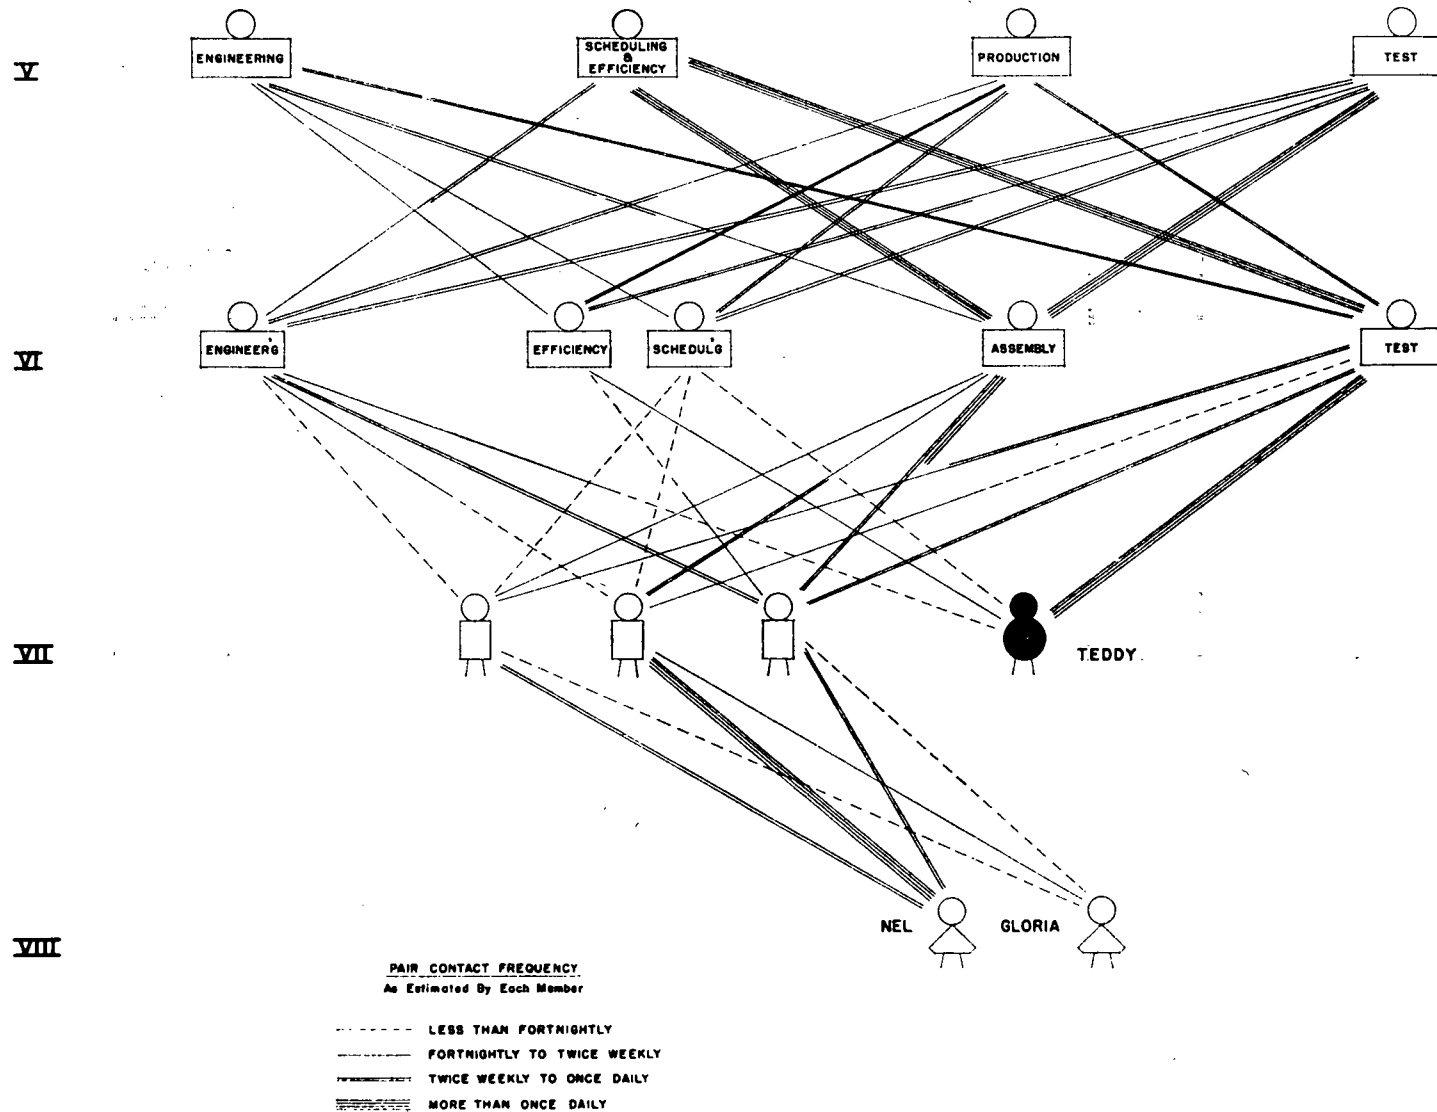 V
ENGINEERING
SCHEDULING
&
EFFICIENCY
PRODUCTION
TEST
VI
ENGINEER'G
EFFICIENCY
SCHEDUL'G
ASSEMBLY
TEST
VII
TEDDY
VIII
NEL
GLORIA
PAIR CONTACT FREQUENCY
As Estimated By Each Member
LESS THAN FORTNIGHTLY
FORTNIGHTLY TO TWICE WEEKLY
TWICE WEEKLY TO ONCE DAILY
MORE THAN ONCE DAILY